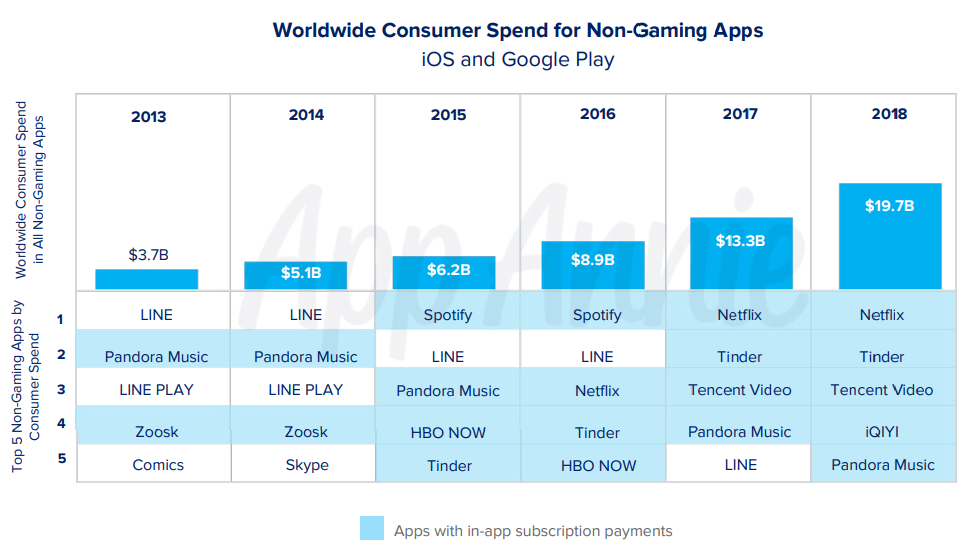 Worldwide Consumer Spend for Non-Gaming Apps
iOS and Google Play
Worldwide Consumer Spend
in All Non-Gaming Apps
2013 2014 2015 2016 2017 2018
$3.7B $5.1B $6.2B $8.9B $13.3B $19.7B
App Annie
Top 5 Non-Gaming Apps by
Consumer Spend
1 LINE LINE Spotify Spotify Netflix Netflix
2 Pandora Music Pandora Music LINE LINE Tinder Tinder
3 LINE PLAY LINE PLAY Pandora Music Netflix Tencent Video Tencent Video
4 Zoosk Zoosk HBO NOW Tinder Pandora Music iQIYI
5 Comics Skype Tinder HBO NOW LINE Pandora Music
Apps with in-app subscription payments